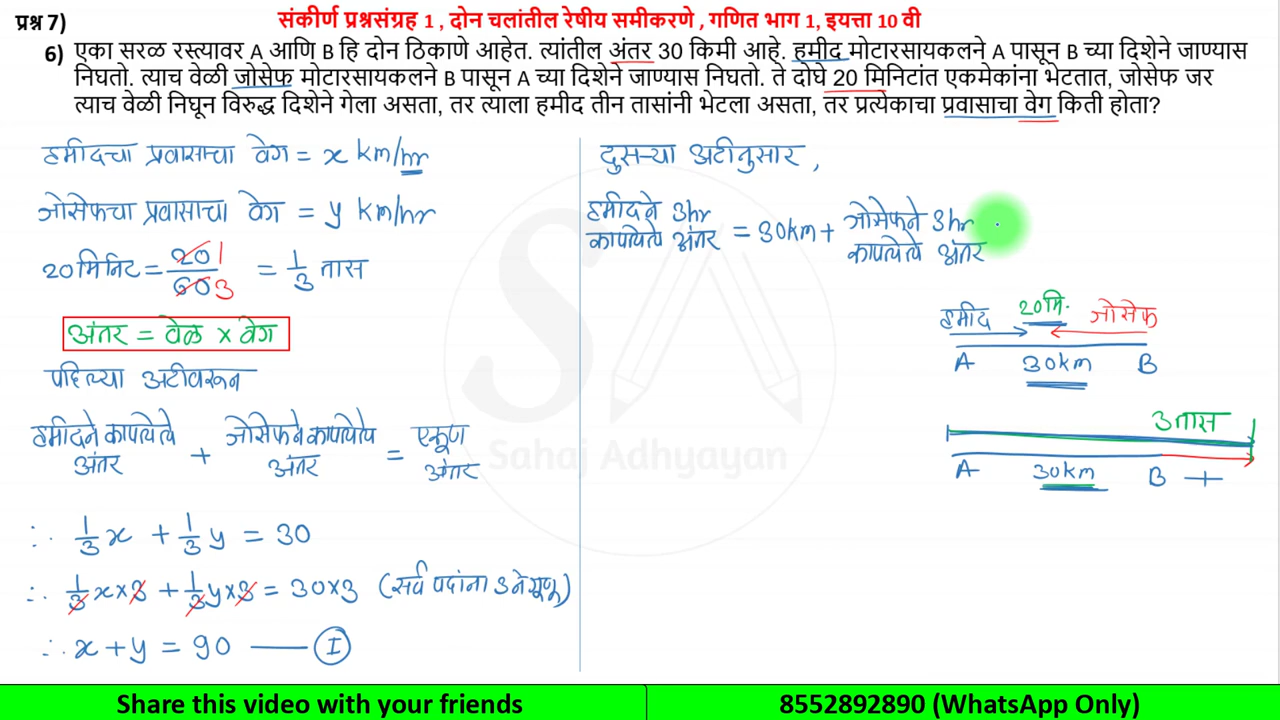 प्रश्न 7)
संकीर्ण प्रश्नसंग्रह 1 , दोन चलांतील रेषीय समीकरणे , गणित भाग 1, इयत्ता 10 वी
6) एका सरळ रस्त्यावर A आणि B हि दोन ठिकाणे आहेत. त्यांतील अंतर 30 किमी आहे. हमीद मोटारसायकलने A पासून B च्या दिशेने जाण्यास
निघतो. त्याच वेळी जोसेफ मोटारसायकलने B पासून A च्या दिशेने जाण्यास निघतो. ते दोघे 20 मिनिटांत एकमेकांना भेटतात, जोसेफ जर
त्याच वेळी निघून विरुद्ध दिशेने गेला असता, तर त्याला हमीद तीन तासांनी भेटला असता, तर प्रत्येकाचा प्रवासाचा वेग किती होता?
हमीदचा प्रवासाचा वेग = x km/hr
जोसेफचा प्रवासाचा वेग = y km/hr
20 मिनिट = 20/60 1/3 = 1/3 तास
अंतर = वेळ x वेग
पहिल्या अटीवरून
हमीदने कापलेले अंतर + जोसेफने कापलेले अंतर = एकूण अंतर
∴ 1/3 x + 1/3 y = 30
∴ 1/3 x × 3 + 1/3 y × 3 = 30×3 (सर्व पदांना 3 ने गुणू)
∴ x + y = 90 —— I
दुसऱ्या अटीनुसार,
हमीदने 3hr कापलेले अंतर = 30km + जोसेफने 3hr कापलेले अंतर
हमीद 20मि. जोसेफ
A 30km B
3तास
A 30km B +
Sahaj Adhyayan
Share this video with your friends
8552892890 (WhatsApp Only)